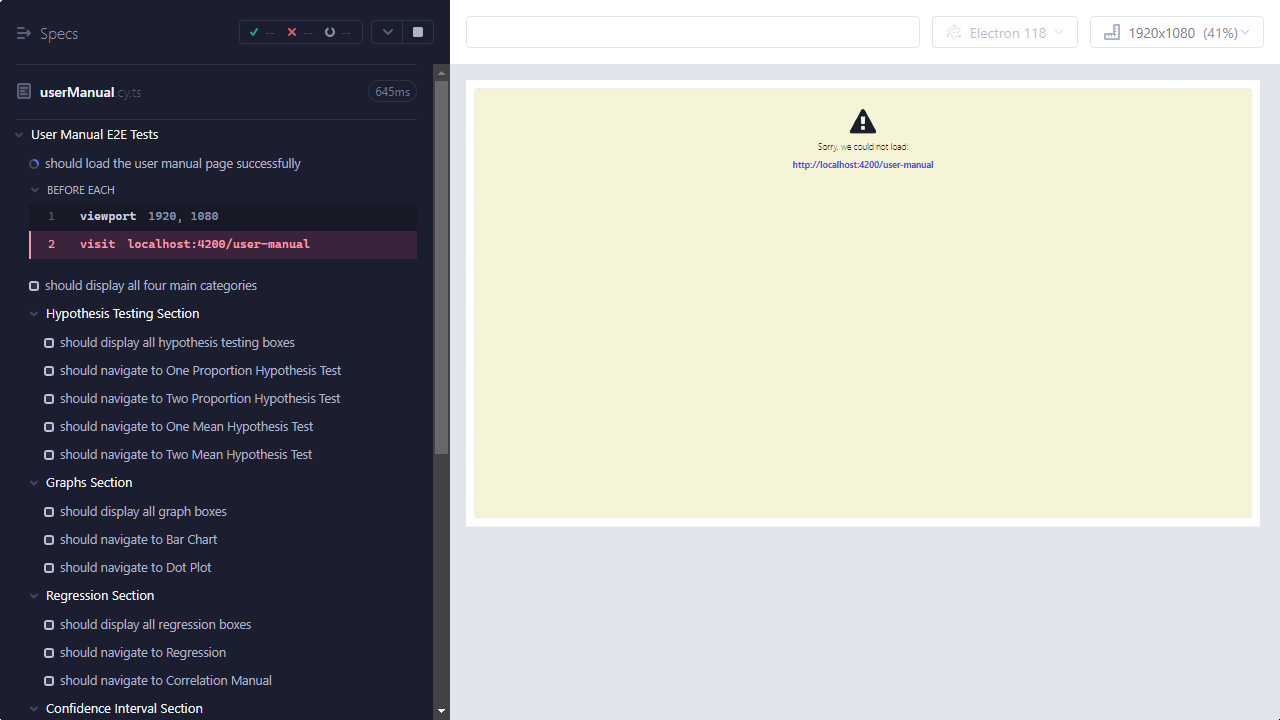 Specs
--
--
--
userManual.cy.ts
645ms
User Manual E2E Tests
should load the user manual page successfully
BEFORE EACH
1 viewport 1920, 1080
2 visit localhost:4200/user-manual
should display all four main categories
Hypothesis Testing Section
should display all hypothesis testing boxes
should navigate to One Proportion Hypothesis Test
should navigate to Two Proportion Hypothesis Test
should navigate to One Mean Hypothesis Test
should navigate to Two Mean Hypothesis Test
Graphs Section
should display all graph boxes
should navigate to Bar Chart
should navigate to Dot Plot
Regression Section
should display all regression boxes
should navigate to Regression
should navigate to Correlation Manual
Confidence Interval Section
Electron 118
1920x1080 (41%)
Sorry, we could not load:
http://localhost:4200/user-manual